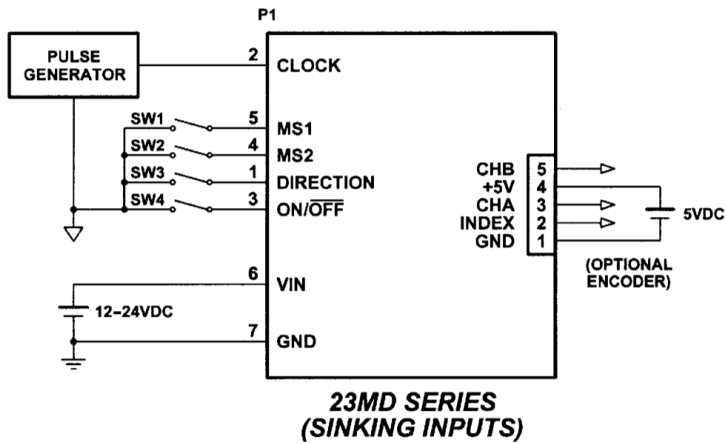 P1
PULSE
GENERATOR
2 CLOCK
SW1 5 MS1
SW2 4 MS2
SW3 1 DIRECTION
SW4 3 ON/OFF
6 VIN
12-24VDC
7 GND
CHB 5
+5V 4
CHA 3
INDEX 2
GND 1
5VDC
(OPTIONAL
ENCODER)
23MD SERIES
(SINKING INPUTS)